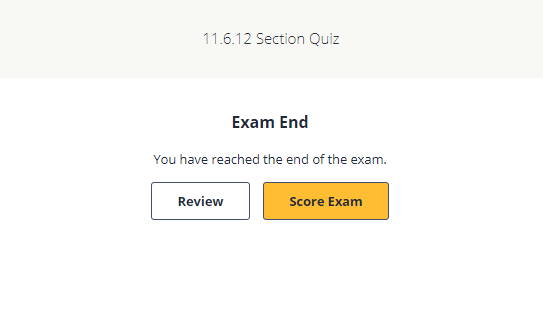 11.6.12 Section Quiz
Exam End
You have reached the end of the exam.
Review
Score Exam